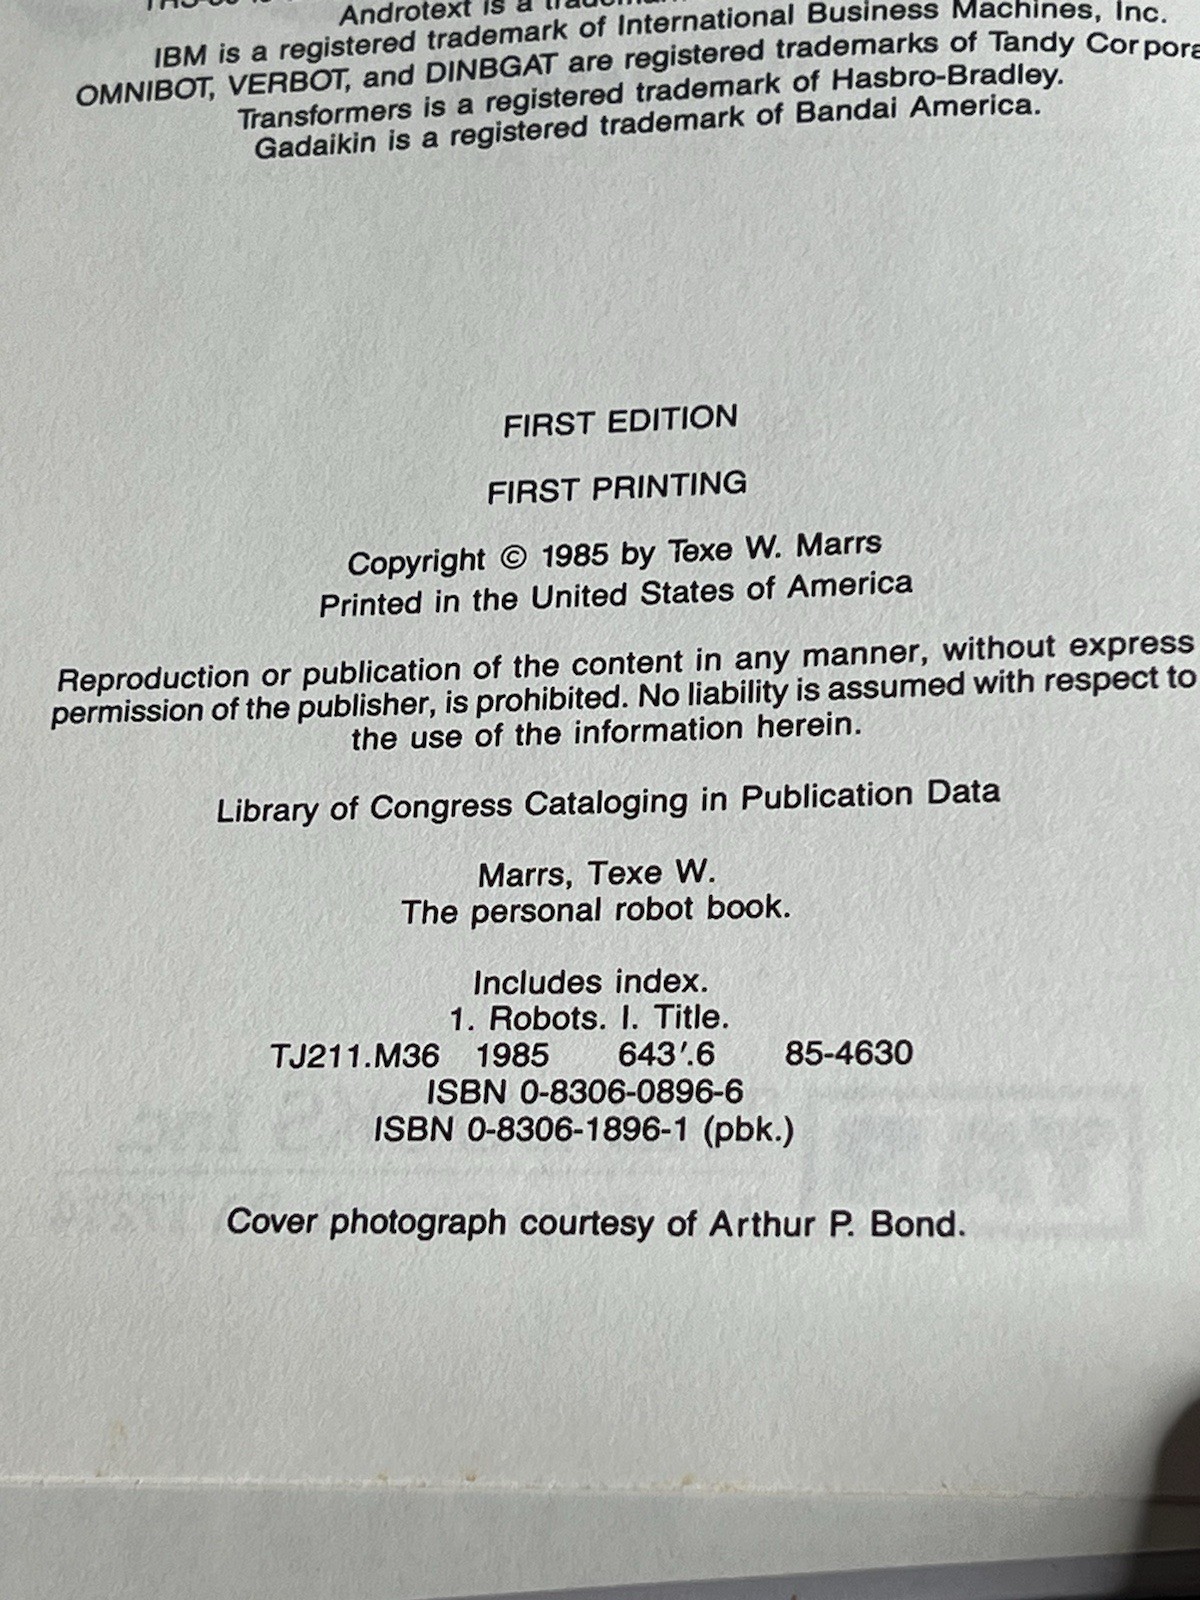 Androtext is a
IBM is a registered trademark of International Business Machines, Inc.
OMNIBOT, VERBOT, and DINBGAT are registered trademarks of Tandy
Transformers is a registered trademark of Hasbro-Bradley.
Gadaikin is a registered trademark of Bandai America.
FIRST EDITION
FIRST PRINTING
Copyright © 1985 by Texe W. Marrs
Printed in the United States of America
Reproduction or publication of the content in any manner, without express
permission of the publisher, is prohibited. No liability is assumed with respect to
the use of the information herein.
Library of Congress Cataloging in Publication Data
Marrs, Texe W.
The personal robot book.
Includes index.
1. Robots. I. Title.
TJ211.M36 1985 643′.6 85-4630
ISBN 0-8306-0896-6
ISBN 0-8306-1896-1 (pbk.)
Cover photograph courtesy of Arthur P. Bond.